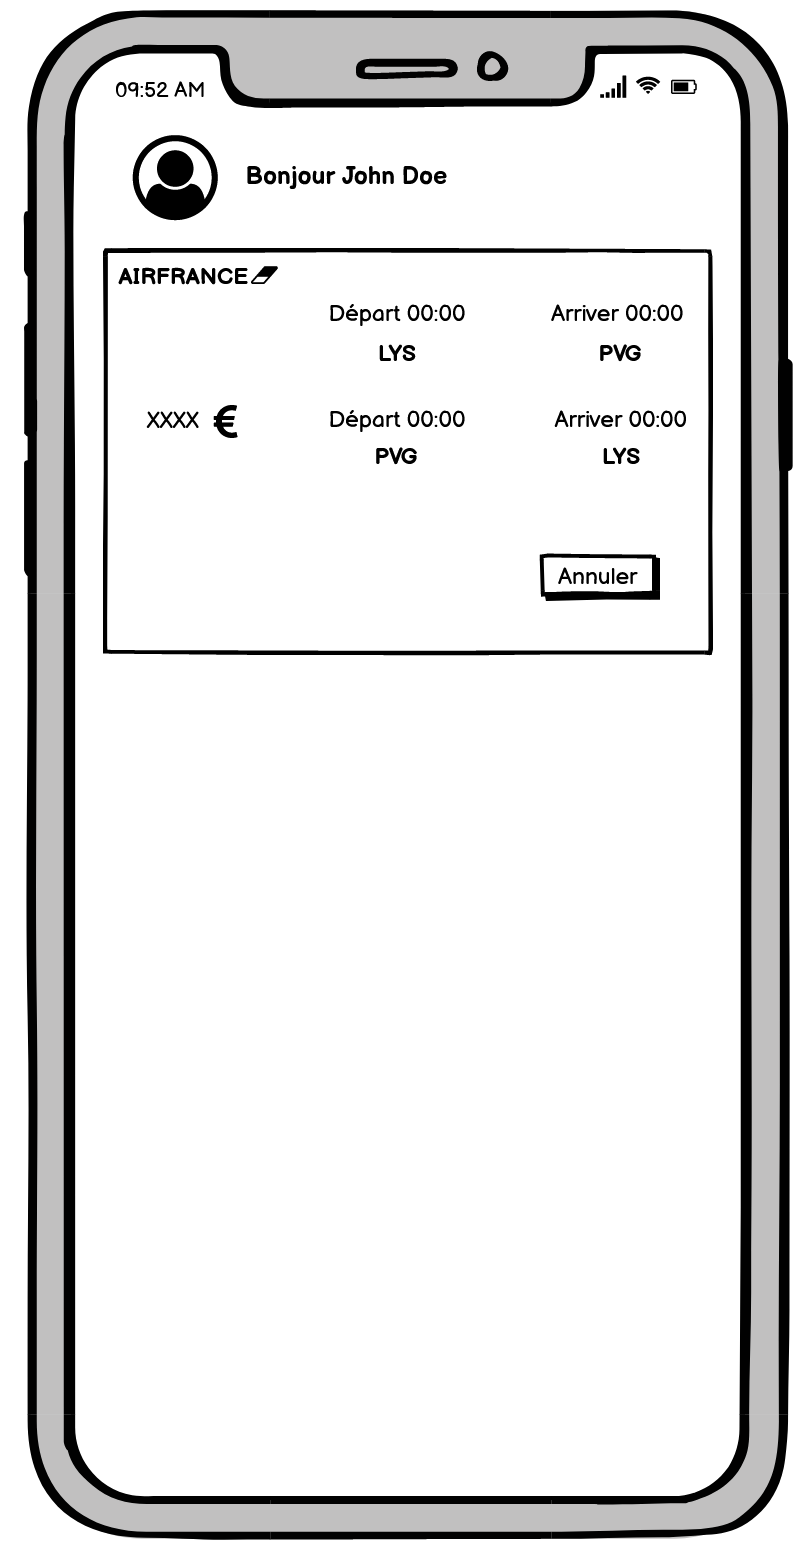 09:52 AM
Bonjour John Doe
AIRFRANCE
Départ 00:00 Arriver 00:00
LYS PVG
XXXX € Départ 00:00 Arriver 00:00
PVG LYS
Annuler